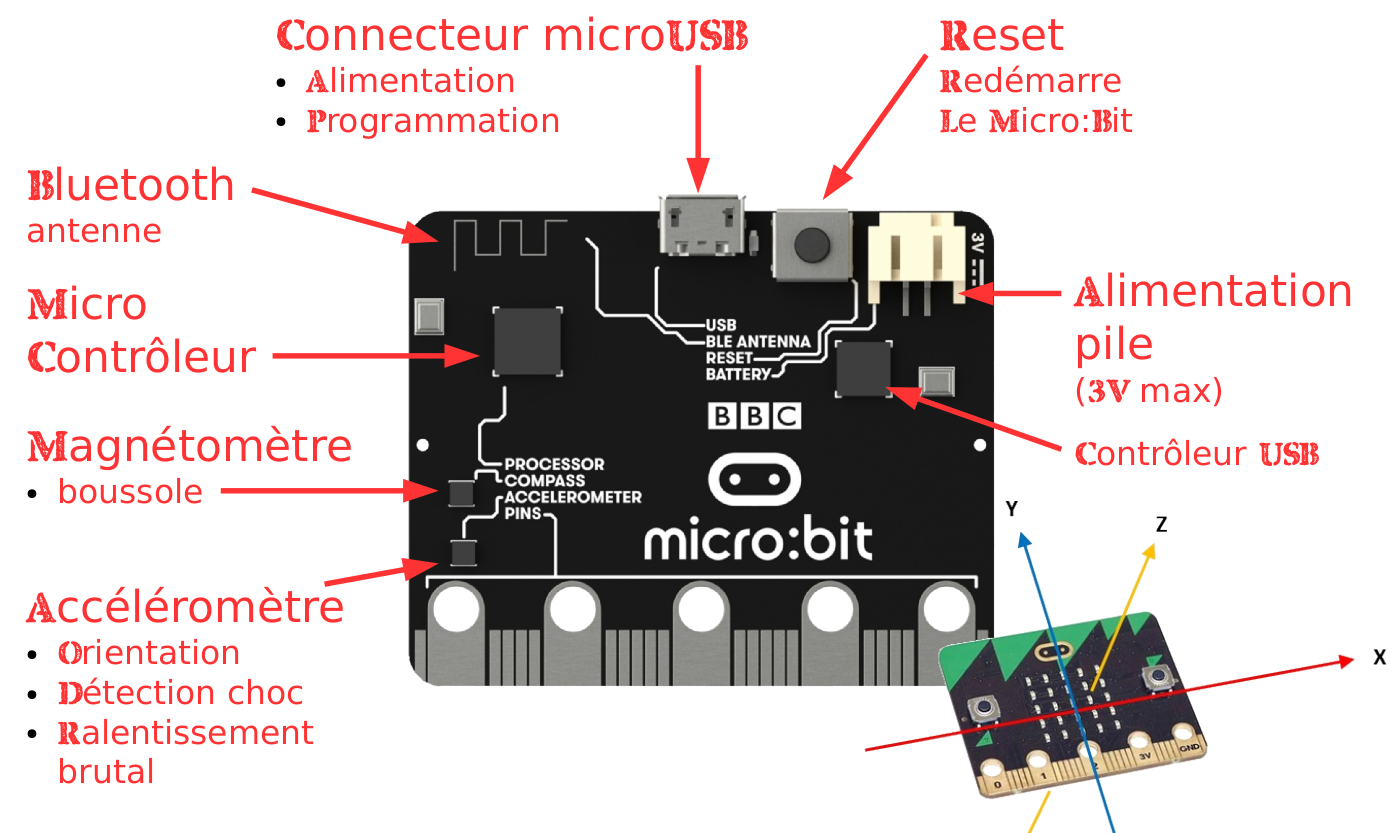 Connecteur microUSB
• Alimentation
• Programmation
Reset
Redémarre
Le Micro:Bit
Bluetooth
antenne
Micro
Contrôleur
Magnétomètre
• boussole
Accéléromètre
• Orientation
• Détection choc
• Ralentissement
brutal
3V
USB
BLE ANTENNA
RESET
BATTERY
BBC
PROCESSOR
COMPASS
ACCELEROMETER
PINS
micro:bit
Alimentation
pile
(3V max)
Contrôleur USB
Y
Z
X
0
1
2
3V
GND